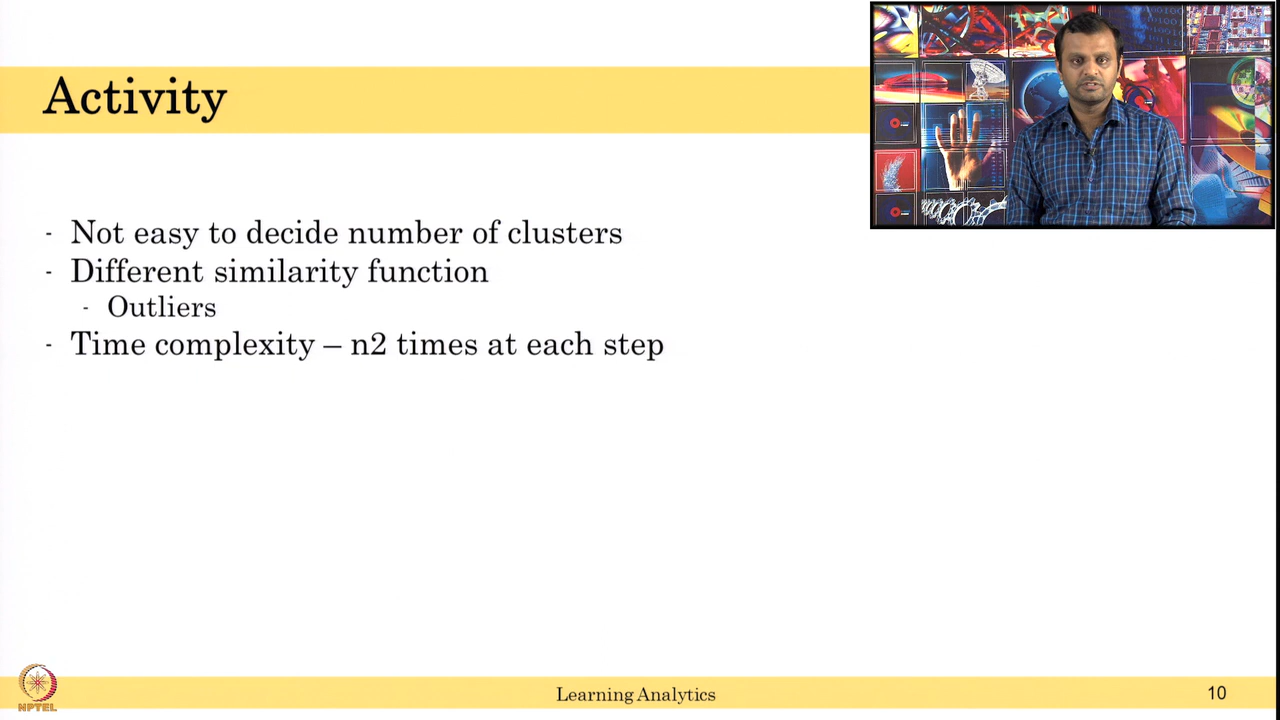 Activity
- Not easy to decide number of clusters
- Different similarity function
- Outliers
- Time complexity – n2 times at each step
NPTEL
Learning Analytics
10